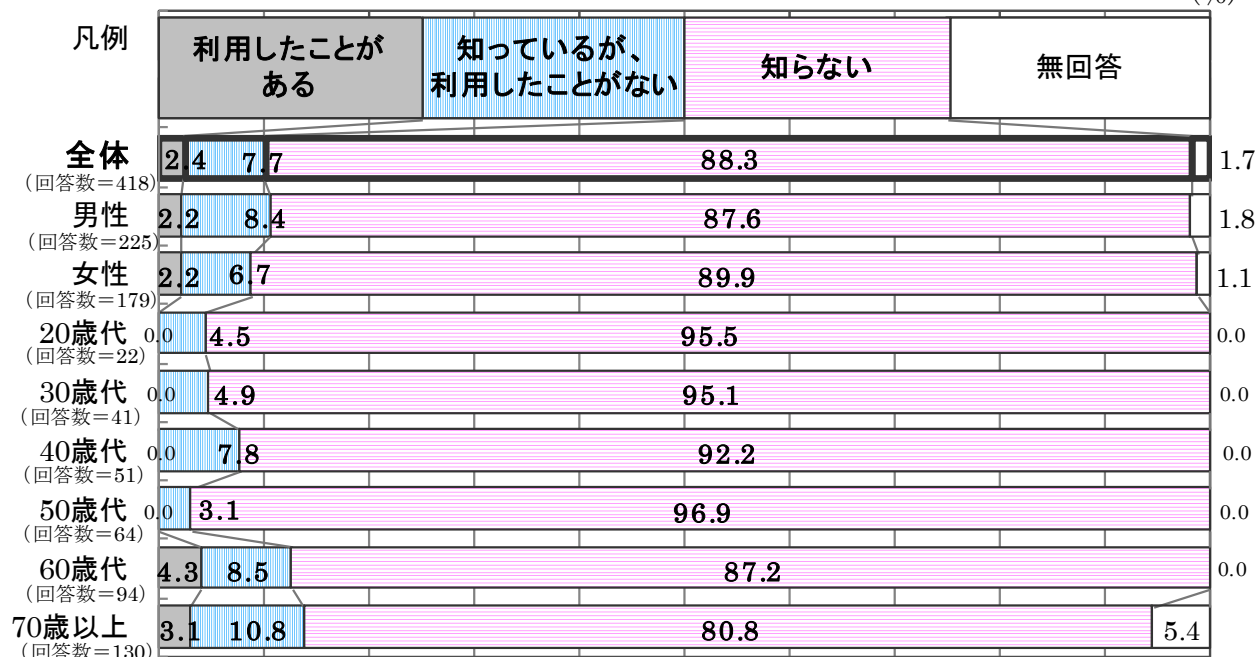 (%)
凡例
利用したことが
ある
知っているが、
利用したことがない
知らない
無回答
全体 2.4 7.7 88.3 1.7
(回答数=418)
男性 2.2 8.4 87.6 1.8
(回答数=225)
女性 2.2 6.7 89.9 1.1
(回答数=179)
20歳代 0.0 4.5 95.5 0.0
(回答数=22)
30歳代 0.0 4.9 95.1 0.0
(回答数=41)
40歳代 0.0 7.8 92.2 0.0
(回答数=51)
50歳代 0.0 3.1 96.9 0.0
(回答数=64)
60歳代 4.3 8.5 87.2 0.0
(回答数=94)
70歳以上 3.1 10.8 80.8 5.4
(回答数=130)